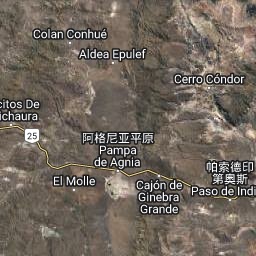 Colan Conhué
Aldea Epulef
Cerro Cóndor
citos De
ichaura
25
阿格尼亚平原
Pampa
de Agnia
帕索德印
第奥斯
Paso de Indi
El Molle
Cajón de
Ginebra
Grande